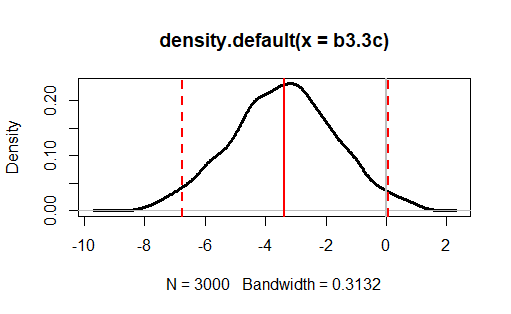 density.default(x = b3.3c)
Density
0.20
0.10
0.00
-10 -8 -6 -4 -2 0 2
N = 3000 Bandwidth = 0.3132